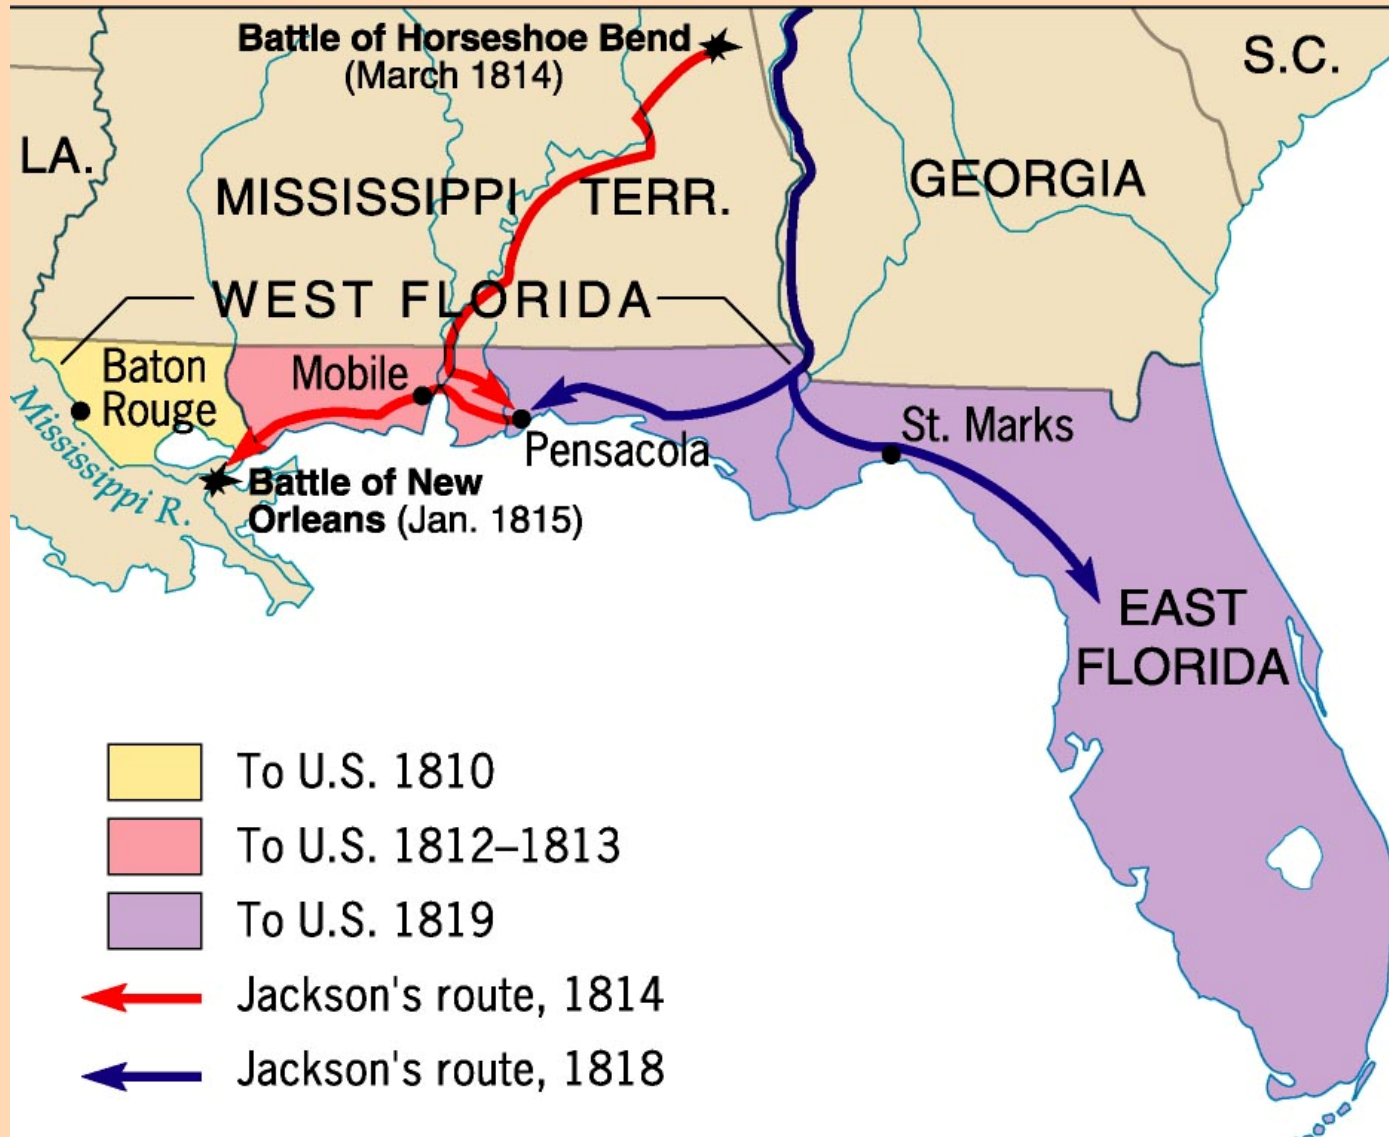 Battle of Horseshoe Bend
(March 1814)
S.C.
LA.
MISSISSIPPI TERR.
GEORGIA
WEST FLORIDA
Baton
Rouge
Mobile
Mississippi R.
Pensacola
St. Marks
Battle of New
Orleans (Jan. 1815)
EAST
FLORIDA
To U.S. 1810
To U.S. 1812–1813
To U.S. 1819
Jackson's route, 1814
Jackson's route, 1818